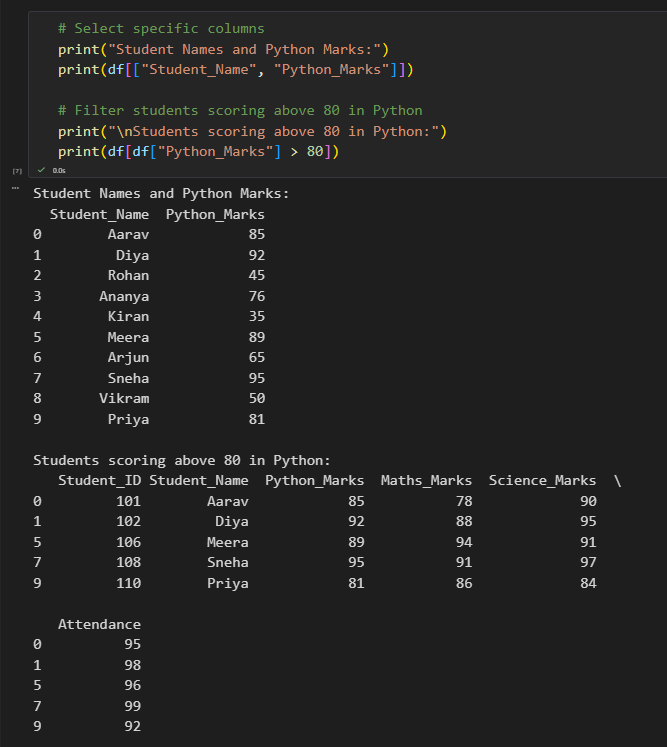 # Select specific columns
print("Student Names and Python Marks:")
print(df[["Student_Name", "Python_Marks"]])
# Filter students scoring above 80 in Python
print("\nStudents scoring above 80 in Python:")
print(df[df["Python_Marks"] > 80])
[7] ✓ 0.0s
...
Student Names and Python Marks:
  Student_Name  Python_Marks
0        Aarav            85
1         Diya            92
2        Rohan            45
3       Ananya            76
4        Kiran            35
5        Meera            89
6        Arjun            65
7        Sneha            95
8       Vikram            50
9        Priya            81
Students scoring above 80 in Python:
   Student_ID Student_Name  Python_Marks  Maths_Marks  Science_Marks  \
0         101        Aarav            85           78             90
1         102         Diya            92           88             95
5         106        Meera            89           94             91
7         108        Sneha            95           91             97
9         110        Priya            81           86             84
   Attendance
0          95
1          98
5          96
7          99
9          92